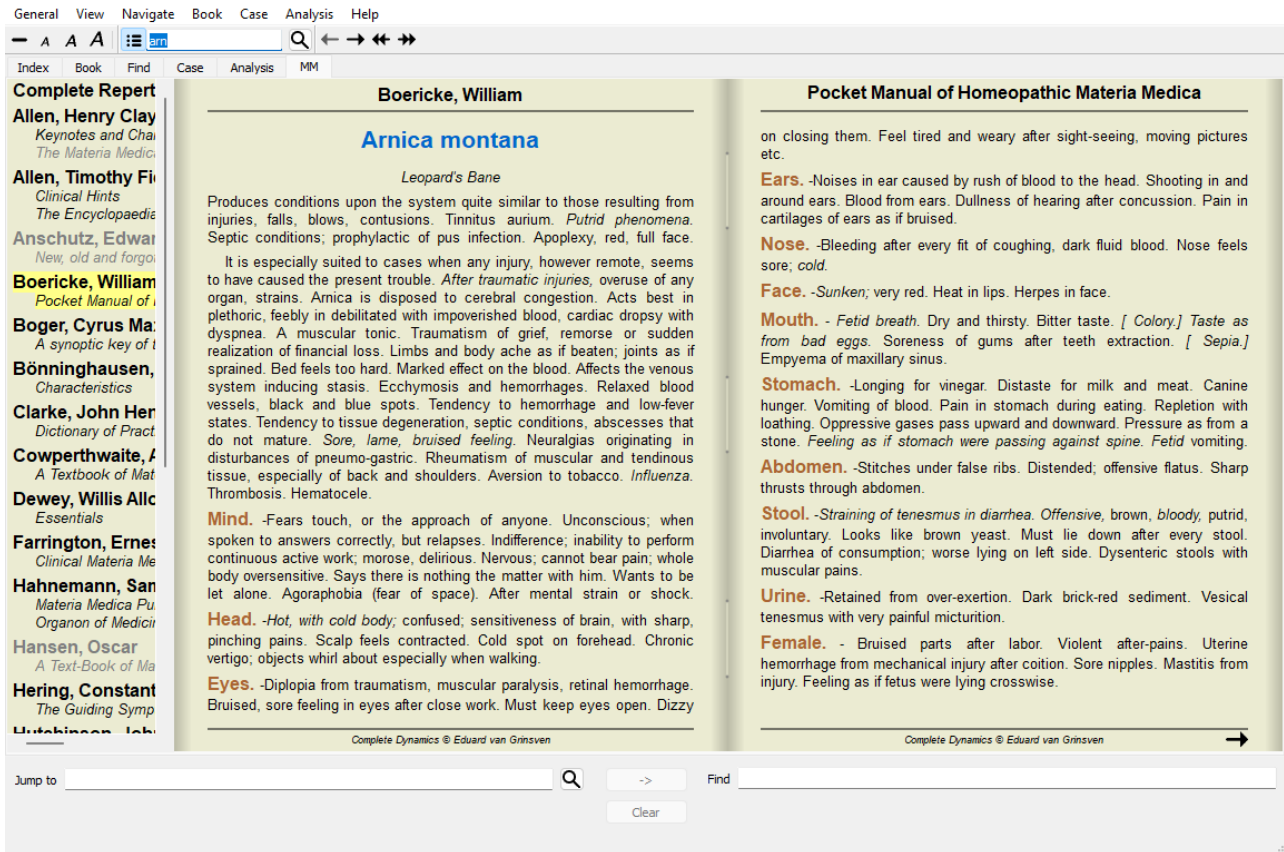 General View Navigate Book Case Analysis Help
A A A arn
Index Book Find Case Analysis MM
Complete Repert
Allen, Henry Clay
Keynotes and Cha
The Materia Medic
Allen, Timothy Fi
Clinical Hints
The Encyclopaedia
Anschutz, Edwar
New, old and forgo
Boericke, William
Pocket Manual of
Boger, Cyrus Ma
A synoptic key of t
Bönninghausen,
Characteristics
Clarke, John Hen
Dictionary of Pract
Cowperthwaite, A
A Textbook of Mat
Dewey, Willis Allo
Essentials
Farrington, Ernes
Clinical Materia Me
Hahnemann, Sam
Materia Medica Pu
Organon of Medicin
Hansen, Oscar
A Text-Book of Ma
Hering, Constant
The Guiding Symp
Hutchinson, Joh
Boericke, William
Arnica montana
Leopard's Bane
Produces conditions upon the system quite similar to those resulting from
injuries, falls, blows, contusions. Tinnitus aurium. Putrid phenomena.
Septic conditions; prophylactic of pus infection. Apoplexy, red, full face.
It is especially suited to cases when any injury, however remote, seems
to have caused the present trouble. After traumatic injuries, overuse of any
organ, strains. Arnica is disposed to cerebral congestion. Acts best in
plethoric, feebly in debilitated with impoverished blood, cardiac dropsy with
dyspnea. A muscular tonic. Traumatism of grief, remorse or sudden
realization of financial loss. Limbs and body ache as if beaten; joints as if
sprained. Bed feels too hard. Marked effect on the blood. Affects the venous
system inducing stasis. Ecchymosis and hemorrhages. Relaxed blood
vessels, black and blue spots. Tendency to hemorrhage and low-fever
states. Tendency to tissue degeneration, septic conditions, abscesses that
do not mature. Sore, lame, bruised feeling. Neuralgias originating in
disturbances of pneumo-gastric. Rheumatism of muscular and tendinous
tissue, especially of back and shoulders. Aversion to tobacco. Influenza.
Thrombosis. Hematocele.
Mind. -Fears touch, or the approach of anyone. Unconscious; when
spoken to answers correctly, but relapses. Indifference; inability to perform
continuous active work; morose, delirious. Nervous; cannot bear pain; whole
body oversensitive. Says there is nothing the matter with him. Wants to be
let alone. Agoraphobia (fear of space). After mental strain or shock.
Head. -Hot, with cold body; confused; sensitiveness of brain, with sharp,
pinching pains. Scalp feels contracted. Cold spot on forehead. Chronic
vertigo; objects whirl about especially when walking.
Eyes. -Diplopia from traumatism, muscular paralysis, retinal hemorrhage.
Bruised, sore feeling in eyes after close work. Must keep eyes open. Dizzy
Complete Dynamics © Eduard van Grinsven
Pocket Manual of Homeopathic Materia Medica
on closing them. Feel tired and weary after sight-seeing, moving pictures
etc.
Ears. -Noises in ear caused by rush of blood to the head. Shooting in and
around ears. Blood from ears. Dullness of hearing after concussion. Pain in
cartilages of ears as if bruised.
Nose. -Bleeding after every fit of coughing, dark fluid blood. Nose feels
sore; cold.
Face. -Sunken; very red. Heat in lips. Herpes in face.
Mouth. - Fetid breath. Dry and thirsty. Bitter taste. [ Colory.] Taste as
from bad eggs. Soreness of gums after teeth extraction. [ Sepia.]
Empyema of maxillary sinus.
Stomach. -Longing for vinegar. Distaste for milk and meat. Canine
hunger. Vomiting of blood. Pain in stomach during eating. Repletion with
loathing. Oppressive gases pass upward and downward. Pressure as from a
stone. Feeling as if stomach were passing against spine. Fetid vomiting.
Abdomen. -Stitches under false ribs. Distended; offensive flatus. Sharp
thrusts through abdomen.
Stool. -Straining of tenesmus in diarrhea. Offensive, brown, bloody, putrid,
involuntary. Looks like brown yeast. Must lie down after every stool.
Diarrhea of consumption; worse lying on left side. Dysenteric stools with
muscular pains.
Urine. -Retained from over-exertion. Dark brick-red sediment. Vesical
tenesmus with very painful micturition.
Female. - Bruised parts after labor. Violent after-pains. Uterine
hemorrhage from mechanical injury after coition. Sore nipples. Mastitis from
injury. Feeling as if fetus were lying crosswise.
Complete Dynamics © Eduard van Grinsven
Jump to -> Find
Clear